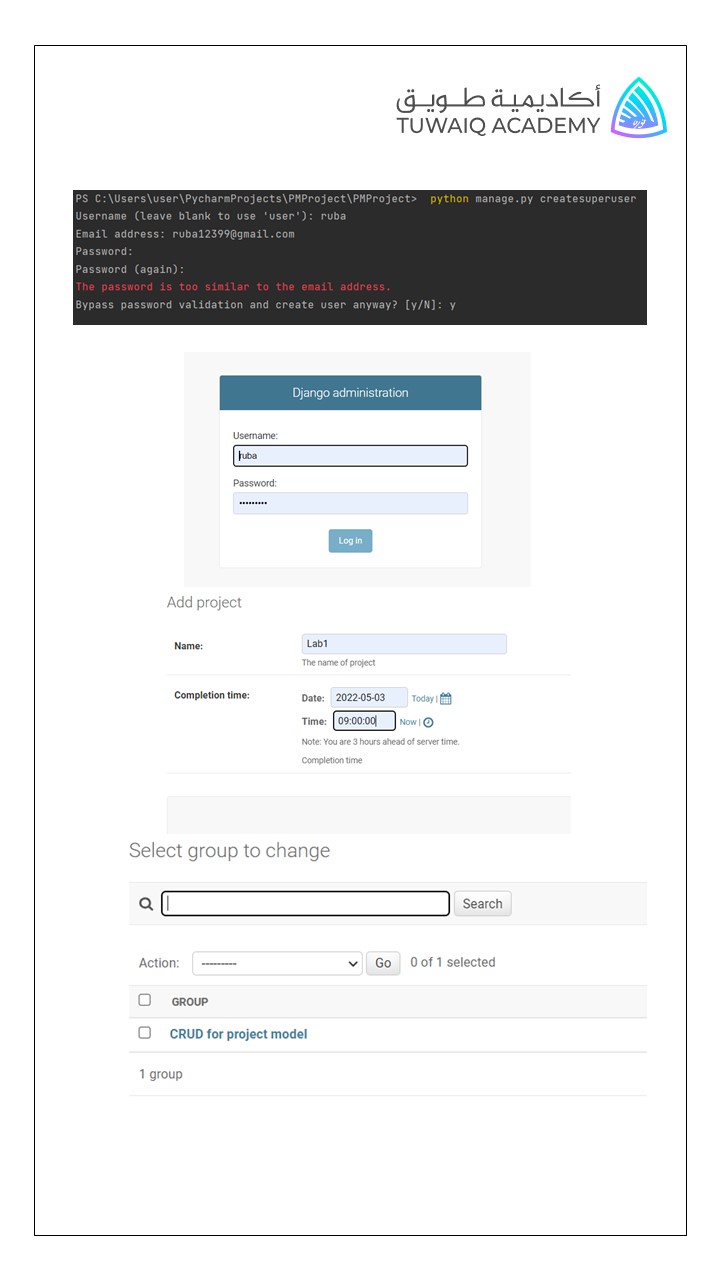 أكاديمية طويق
TUWAIQ ACADEMY
PS C:\Users\user\PycharmProjects\PMProject\PMProject>  python manage.py createsuperuser
Username (leave blank to use 'user'): ruba
Email address: ruba12399@gmail.com
Password:
Password (again):
The password is too similar to the email address.
Bypass password validation and create user anyway? [y/N]: y
Django administration
Username:
ruba
Password:
•••••••••
Log in
Add project
Name: Lab1
The name of project
Completion time: Date: 2022-05-03 Today |
Time: 09:00:00 Now |
Note: You are 3 hours ahead of server time.
Completion time
Select group to change
Search
Action: --------- Go 0 of 1 selected
GROUP
CRUD for project model
1 group